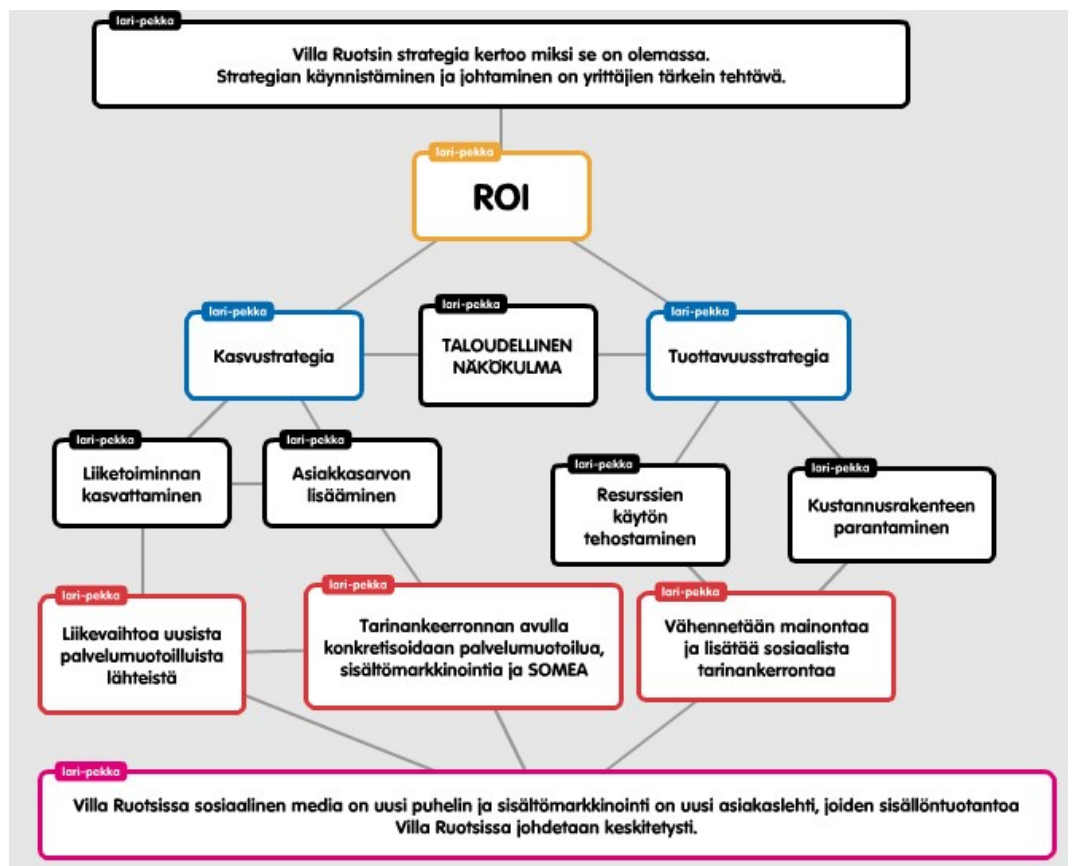 lari-pekka
Villa Ruotsin strategia kertoo miksi se on olemassa.
Strategian käynnistäminen ja johtaminen on yrittäjien tärkein tehtävä.
lari-pekka
ROI
lari-pekka
Kasvustrategia
lari-pekka
TALOUDELLINEN
NÄKÖKULMA
lari-pekka
Tuottavuusstrategia
lari-pekka
Liiketoiminnan
kasvattaminen
lari-pekka
Asiakkasarvon
lisääminen
lari-pekka
Resurssien
käytön
tehostaminen
lari-pekka
Kustannusrakenteen
parantaminen
lari-pekka
Liikevaihtoa uusista
palvelumuotoilluista
lähteistä
lari-pekka
Tarinankeerronnan avulla
konkretisoidaan palvelumuotoilua,
sisältömarkkinointia ja SOMEA
lari-pekka
Vähennetään mainontaa
ja lisätää sosiaalista
tarinankerrontaa
lari-pekka
Villa Ruotsissa sosiaalinen media on uusi puhelin ja sisältömarkkinointi on uusi asiakaslehti, joiden sisällöntuotantoa
Villa Ruotsissa johdetaan keskitetysti.